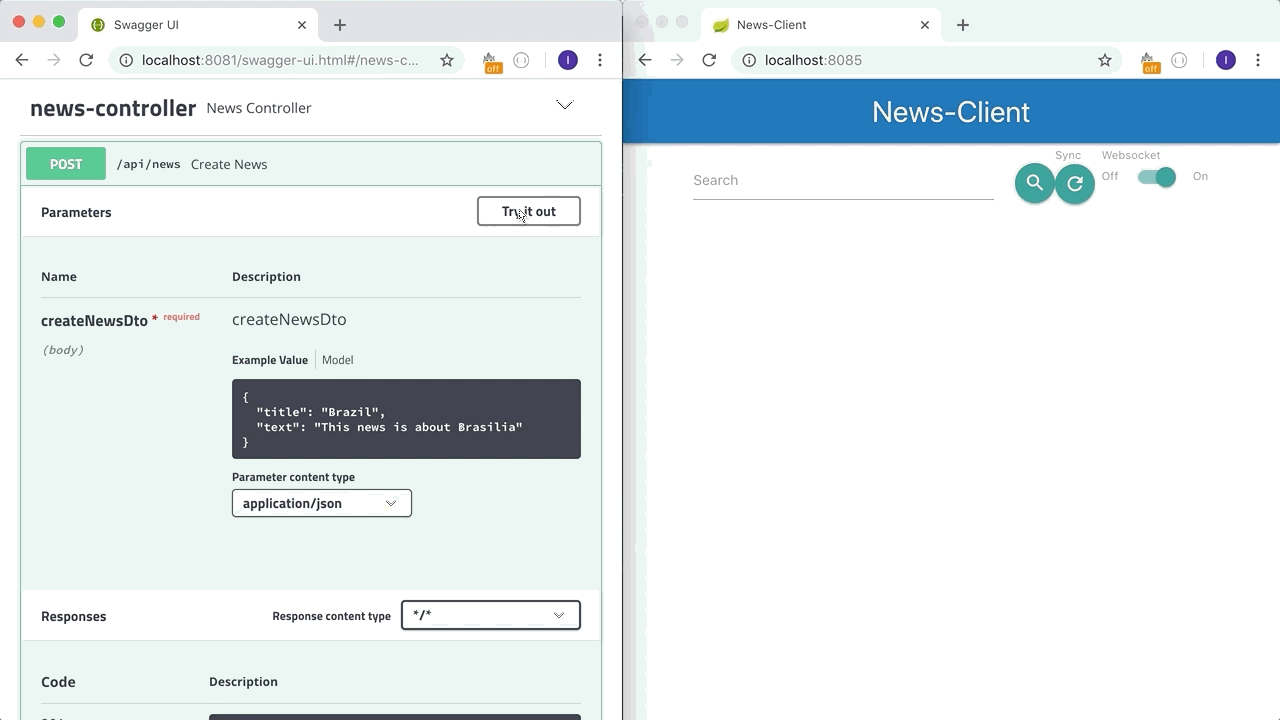 Swagger UI
localhost:8081/swagger-ui.html#/news-c...
off
I
news-controller News Controller
POST /api/news Create News
Parameters
Try it out
Name Description
createNewsDto * required createNewsDto
(body)
Example Value Model
{
"title": "Brazil",
"text": "This news is about Brasilia"
}
Parameter content type
application/json
Responses Response content type */*
Code Description
News-Client
localhost:8085
off
I
News-Client
Sync Websocket
Search Off On